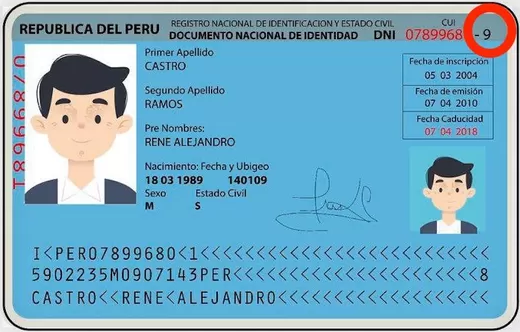 REPUBLICA DEL PERU
REGISTRO NACIONAL DE IDENTIFICACION Y ESTADO CIVIL
DOCUMENTO NACIONAL DE IDENTIDAD DNI
CUI
0789968 - 9
Primer Apellido
CASTRO
Segundo Apellido
RAMOS
Pre Nombres:
RENE ALEJANDRO
Nacimiento: Fecha y Ubigeo
18 03 1989 140109
Sexo Estado Civil
M S
Fecha de inscripción
05 03 2004
Fecha de emisión
07 04 2010
Fecha Caducidad
07 04 2018
I<PER07899680<1<<<<<<<<<<<<<<<
5902235M0907143PER<<<<<<<<<<<8
CASTRO<<RENE<ALEJANDRO<<<<<<<<